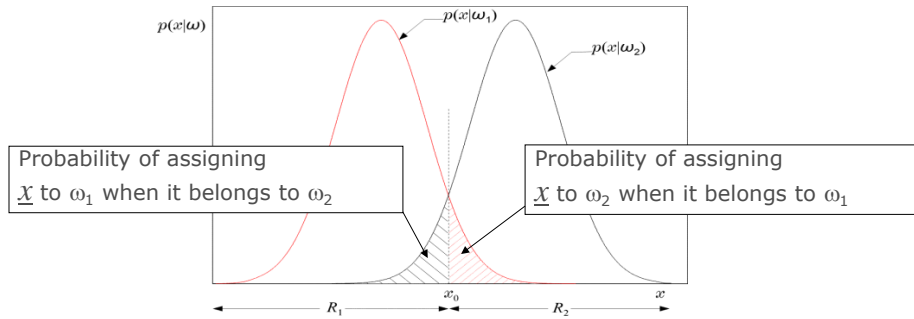 p(x|ω)
p(x|ω₁)
p(x|ω₂)
Probability of assigning
x to ω₁ when it belongs to ω₂
Probability of assigning
x to ω₂ when it belongs to ω₁
x₀
x
R₁
R₂